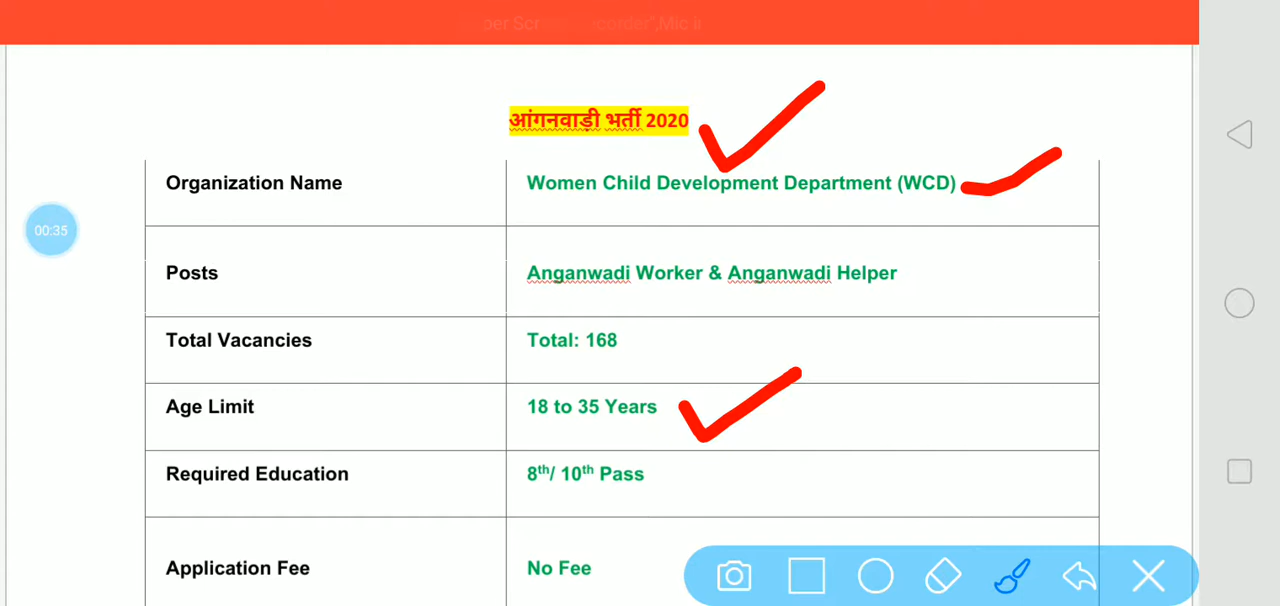 आंगनवाड़ी भर्ती 2020
Organization Name Women Child Development Department (WCD)
00:35
Posts Anganwadi Worker & Anganwadi Helper
Total Vacancies Total: 168
Age Limit 18 to 35 Years
Required Education 8th/ 10th Pass
Application Fee No Fee